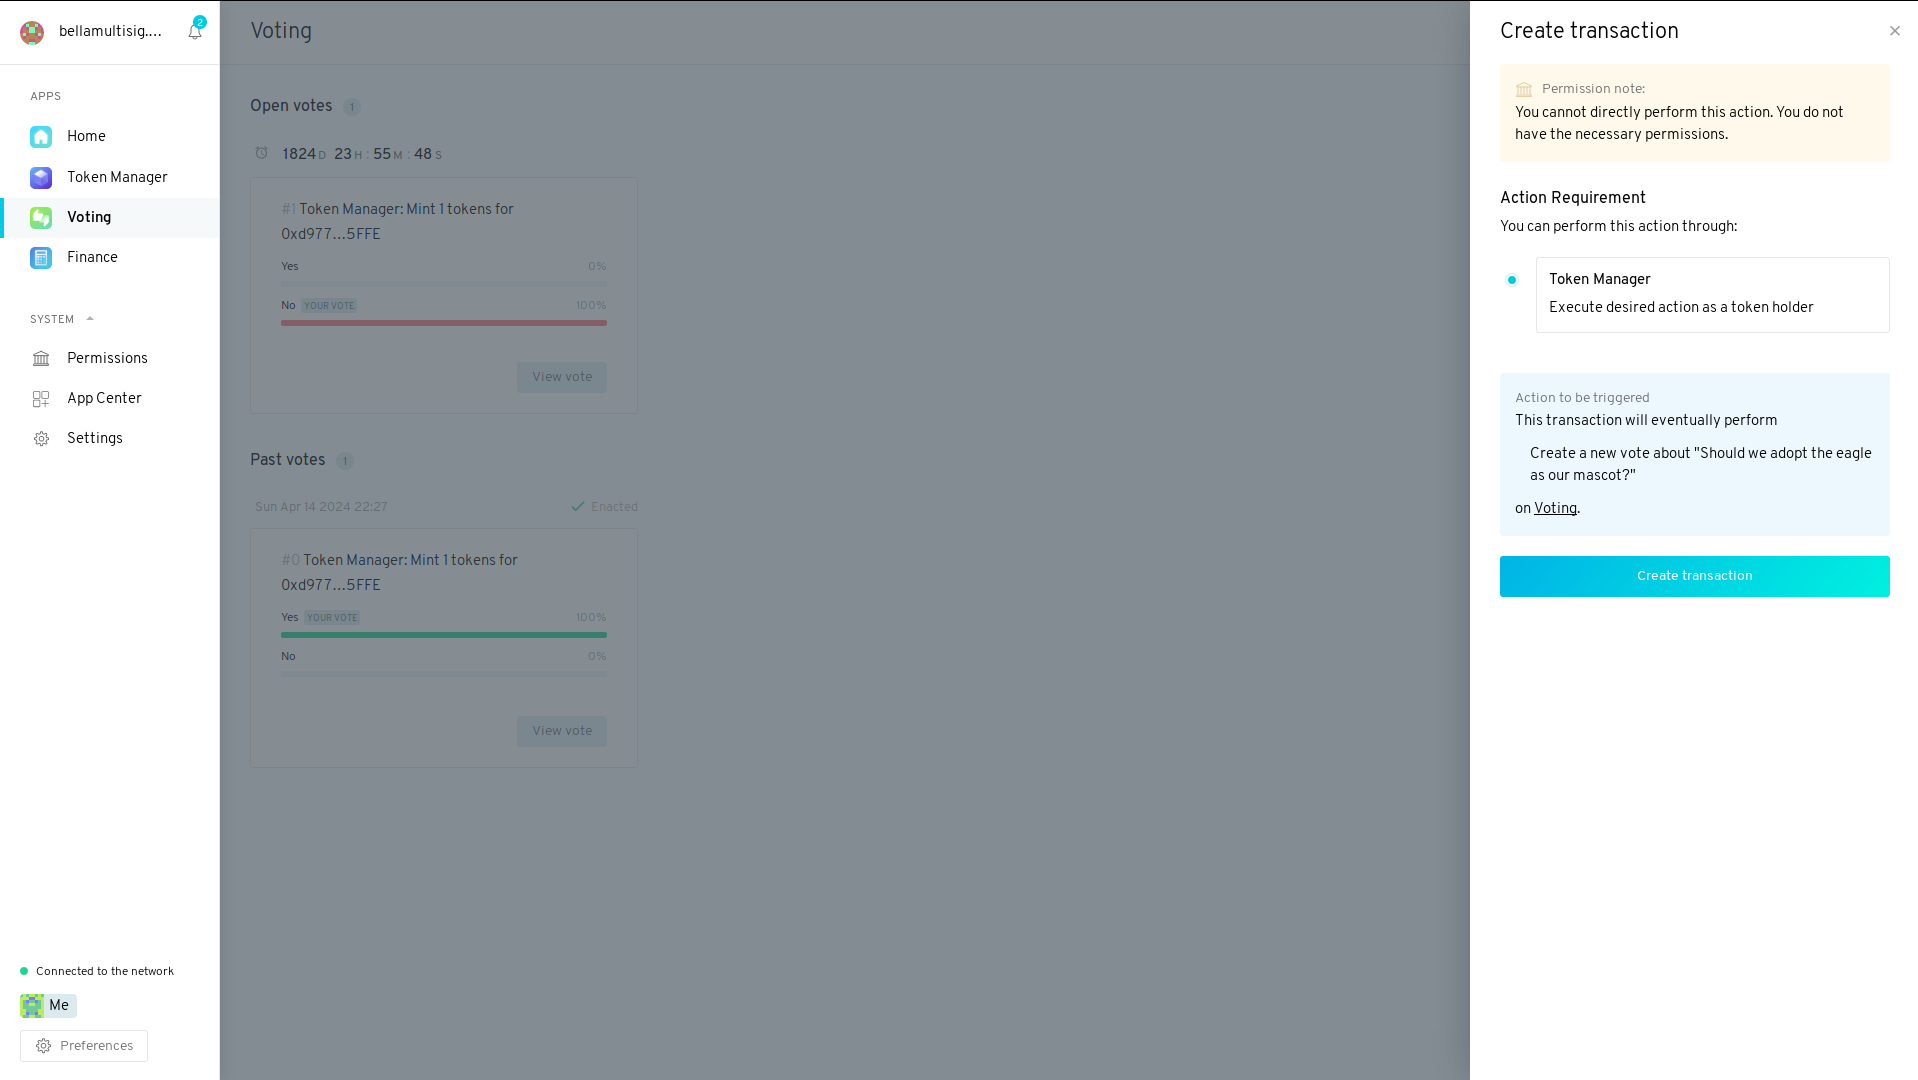 bellamultisig....
2
APPS
Home
Token Manager
Voting
Finance
SYSTEM
Permissions
App Center
Settings
Connected to the network
Me
Preferences
Voting
Open votes 1
1824 D 23 H : 55 M : 48 S
#1 Token Manager: Mint 1 tokens for
0xd977…5FFE
Yes 0%
No YOUR VOTE 100%
View vote
Past votes 1
Sun Apr 14 2024 22:27 Enacted
#0 Token Manager: Mint 1 tokens for
0xd977…5FFE
Yes YOUR VOTE 100%
No 0%
View vote
Create transaction
Permission note:
You cannot directly perform this action. You do not
have the necessary permissions.
Action Requirement
You can perform this action through:
Token Manager
Execute desired action as a token holder
Action to be triggered
This transaction will eventually perform
Create a new vote about "Should we adopt the eagle
as our mascot?"
on Voting.
Create transaction